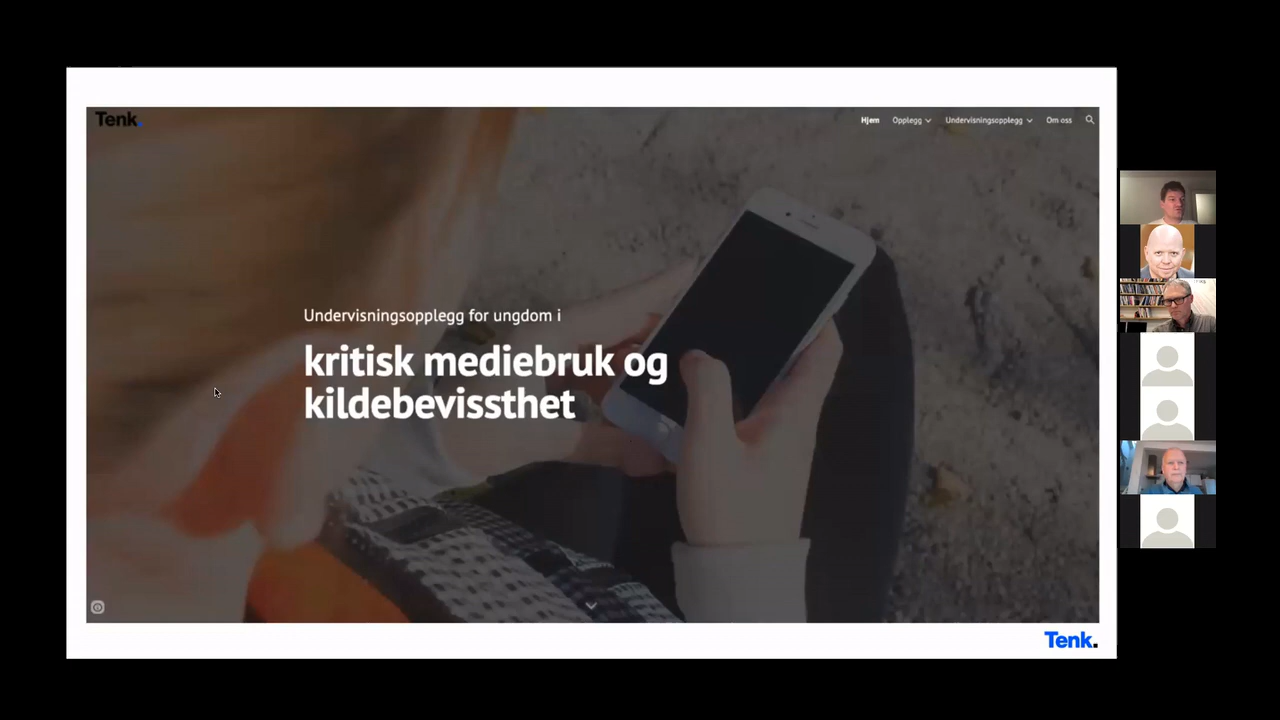 Tenk.
Hjem Opplegg Undervisningsopplegg Om oss
Undervisningsopplegg for ungdom i
kritisk mediebruk og
kildebevissthet
Tenk.